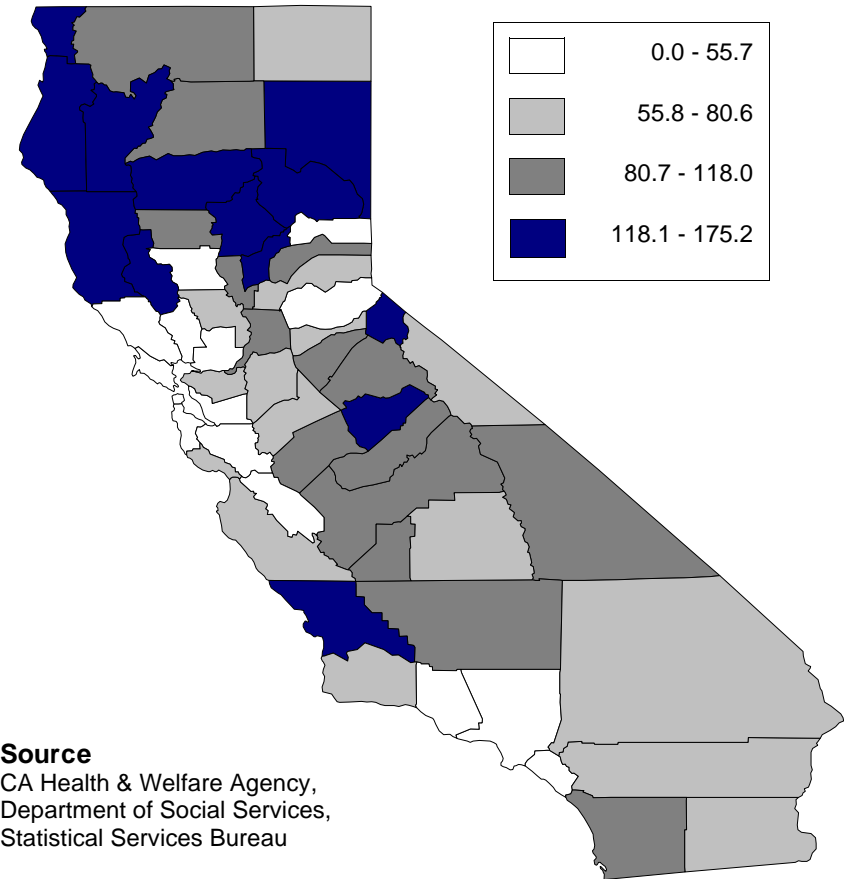 0.0 - 55.7
55.8 - 80.6
80.7 - 118.0
118.1 - 175.2
Source
CA Health & Welfare Agency,
Department of Social Services,
Statistical Services Bureau